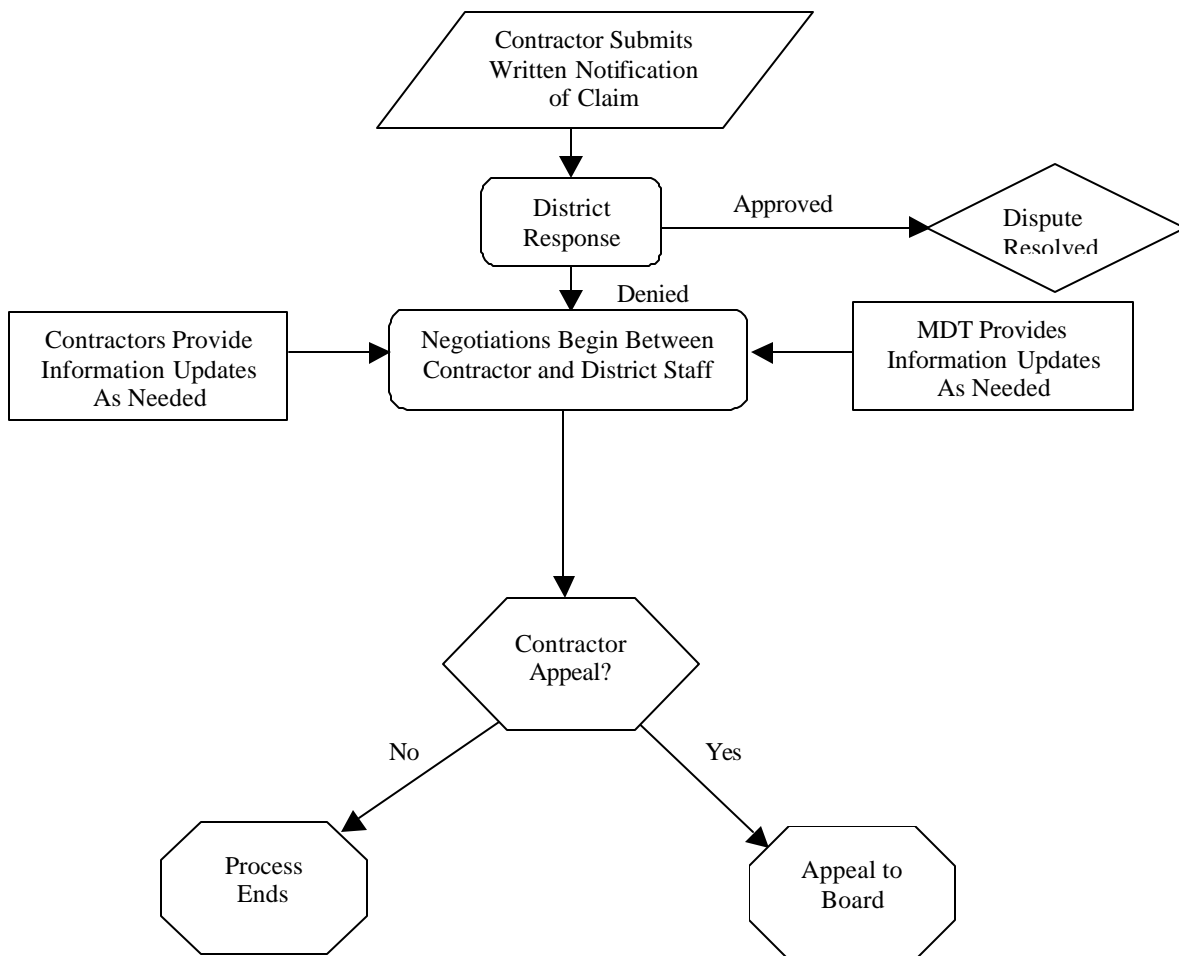 Contractor Submits
Written Notification
of Claim
District
Response
Approved
Dispute
Resolved
Denied
Contractors Provide
Information Updates
As Needed
Negotiations Begin Between
Contractor and District Staff
MDT Provides
Information Updates
As Needed
Contractor
Appeal?
No
Yes
Process
Ends
Appeal to
Board